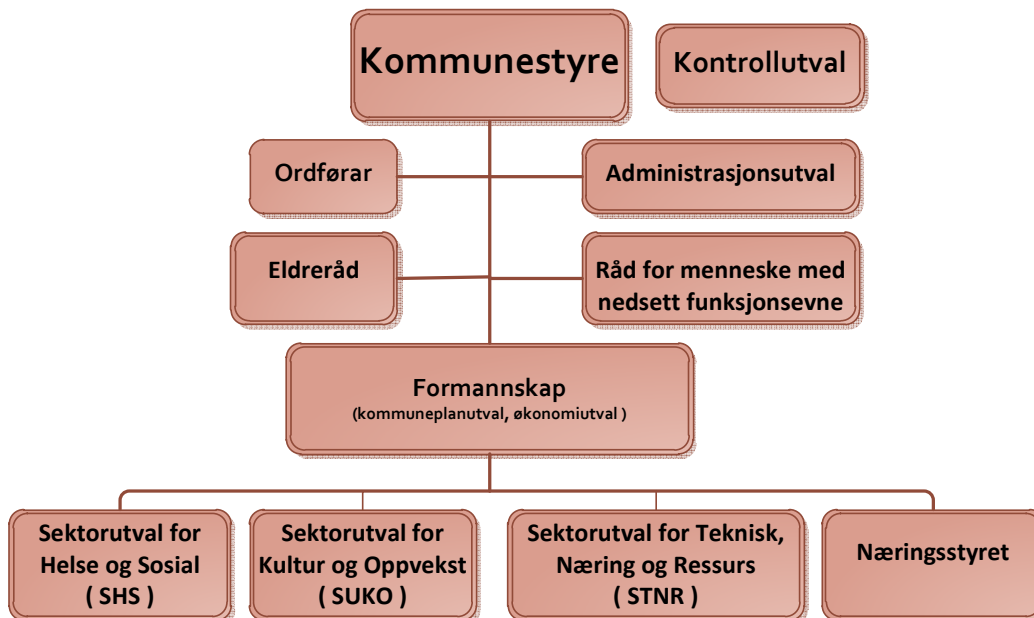 Kommunestyre
Kontrollutval
Ordførar
Administrasjonsutval
Eldreråd
Råd for menneske med
nedsett funksjonsevne
Formannskap
(kommuneplanutval, økonomiutval )
Sektorutval for
Helse og Sosial
( SHS )
Sektorutval for
Kultur og Oppvekst
( SUKO )
Sektorutval for Teknisk,
Næring og Ressurs
( STNR )
Næringsstyret